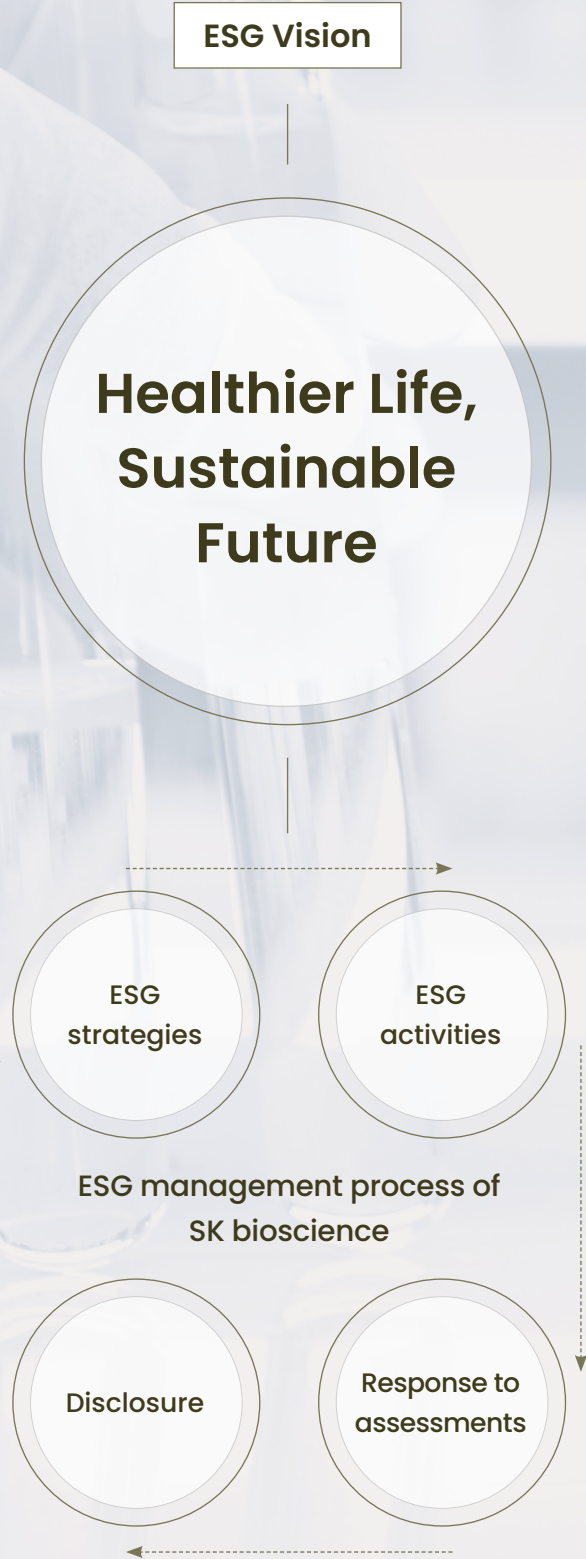 ESG Vision
Healthier Life,
Sustainable
Future
ESG
strategies
ESG
activities
ESG management process of
SK bioscience
Disclosure
Response to
assessments